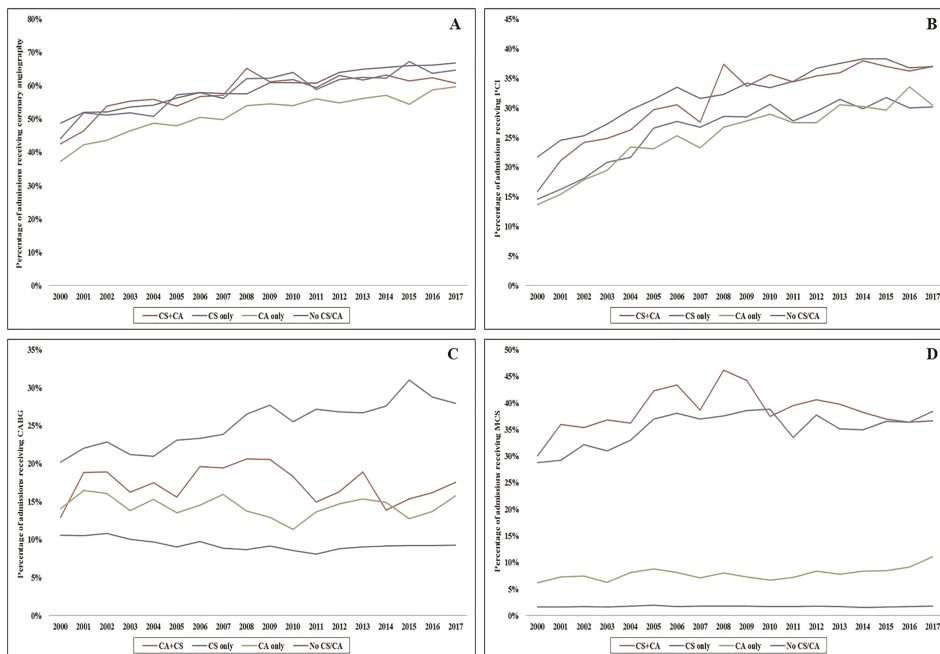 A
Percentage of admissions receiving coronary angiography
80%
70%
60%
50%
40%
30%
20%
10%
0%
2000 2001 2002 2003 2004 2005 2006 2007 2008 2009 2010 2011 2012 2013 2014 2015 2016 2017
CS+CA CS only CA only No CS/CA
B
Percentage of admissions receiving PCI
45%
40%
35%
30%
25%
20%
15%
10%
5%
0%
2000 2001 2002 2003 2004 2005 2006 2007 2008 2009 2010 2011 2012 2013 2014 2015 2016 2017
CS+CA CS only CA only No CS/CA
C
Percentage of admissions receiving CABG
35%
30%
25%
20%
15%
10%
5%
0%
2000 2001 2002 2003 2004 2005 2006 2007 2008 2009 2010 2011 2012 2013 2014 2015 2016 2017
CA+CS CS only CA only No CS/CA
D
Percentage of admissions receiving MCS
50%
45%
40%
35%
30%
25%
20%
15%
10%
5%
0%
2000 2001 2002 2003 2004 2005 2006 2007 2008 2009 2010 2011 2012 2013 2014 2015 2016 2017
CS+CA CS only CA only No CS/CA